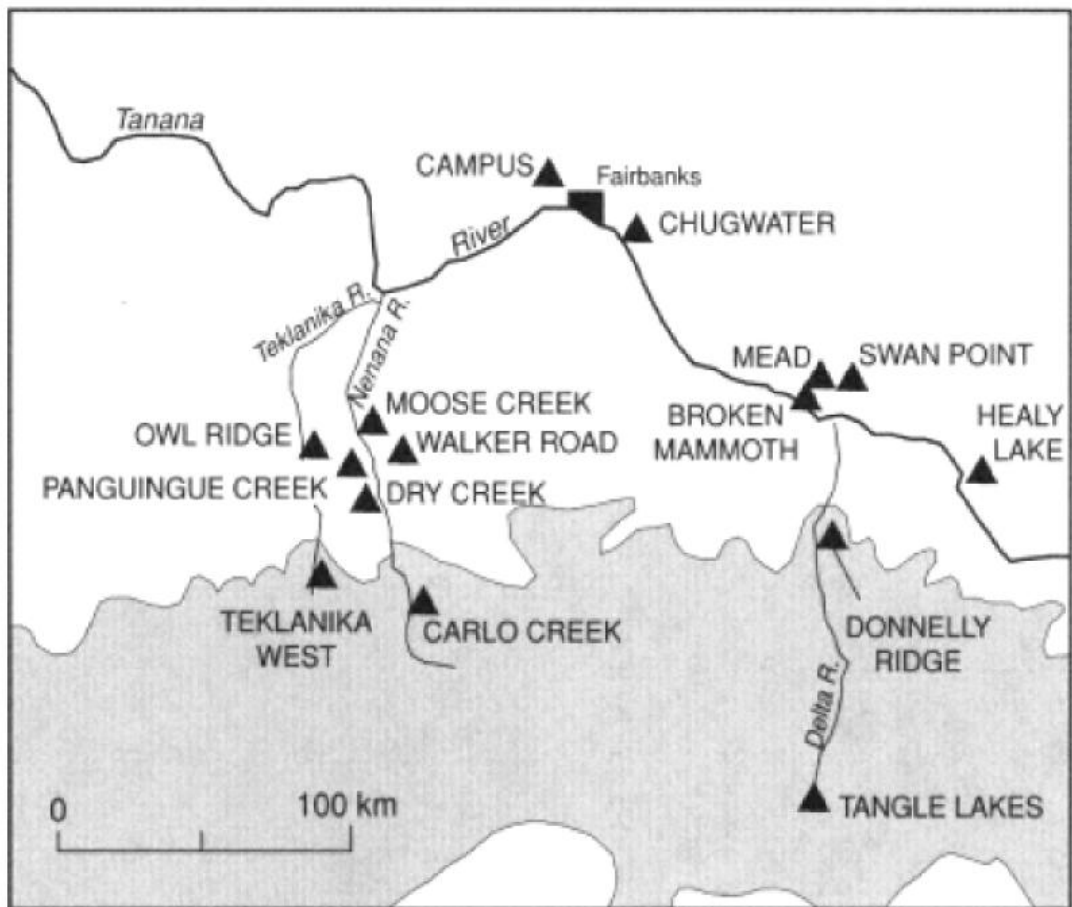 Tanana
CAMPUS
Fairbanks
River
CHUGWATER
Teklanika R.
Nenana R.
MEAD
SWAN POINT
BROKEN
MAMMOTH
HEALY
LAKE
MOOSE CREEK
OWL RIDGE
WALKER ROAD
PANGUINGUE CREEK
DRY CREEK
TEKLANIKA
WEST
CARLO CREEK
DONNELLY
RIDGE
Delta R.
0
100 km
TANGLE LAKES